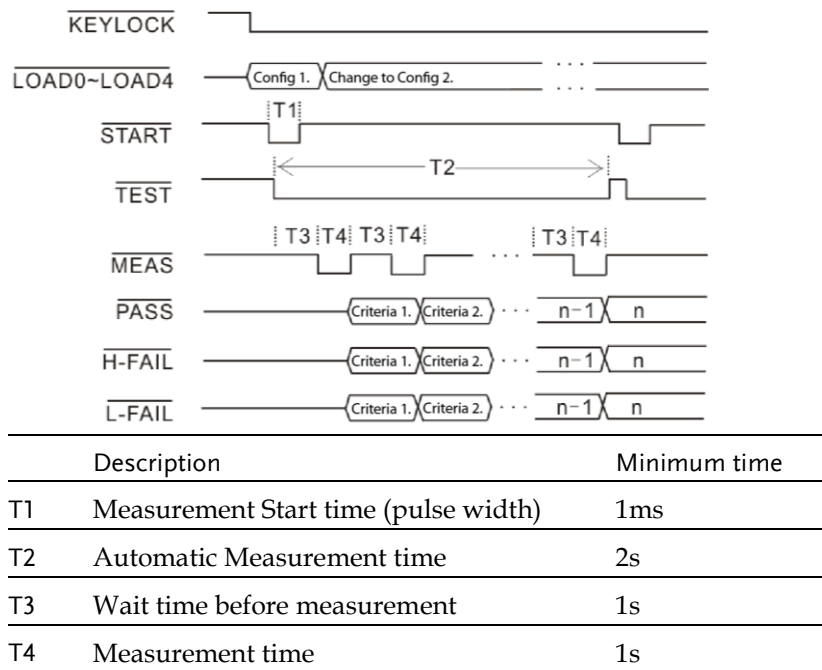 KEYLOCK
LOAD0~LOAD4 Config 1. Change to Config 2. ...
...
T1
START
T2
TEST
T3 T4 T3 T4 T3 T4
MEAS ...
PASS Criteria 1. Criteria 2. ... n-1 n
H-FAIL Criteria 1. Criteria 2. ... n-1 n
L-FAIL Criteria 1. Criteria 2. ... n-1 n
Description Minimum time
T1 Measurement Start time (pulse width) 1ms
T2 Automatic Measurement time 2s
T3 Wait time before measurement 1s
T4 Measurement time 1s